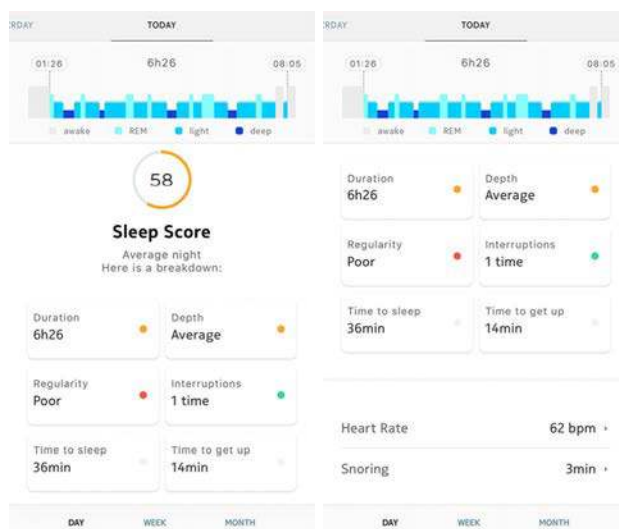 RDAY TODAY
01:26 6h26 08:05
awake REM light deep
58
Sleep Score
Average night
Here is a breakdown:
Duration Depth
6h26 Average
Regularity Interruptions
Poor 1 time
Time to sleep Time to get up
36min 14min
DAY WEEK MONTH
RDAY TODAY
01:26 6h26 08:05
awake REM light deep
Duration Depth
6h26 Average
Regularity Interruptions
Poor 1 time
Time to sleep Time to get up
36min 14min
Heart Rate 62 bpm ›
Snoring 3min ›
DAY WEEK MONTH